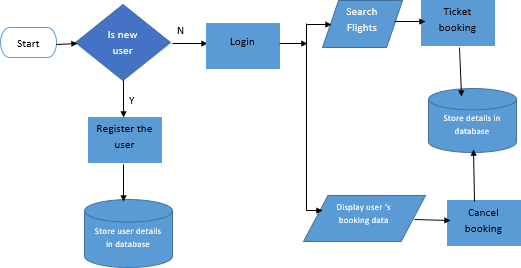 Start
Is new
user
N
Login
Search
Flights
Ticket
booking
Y
Register the
user
Store details in
database
Store user details
in database
Display user 's
booking data
Cancel
booking